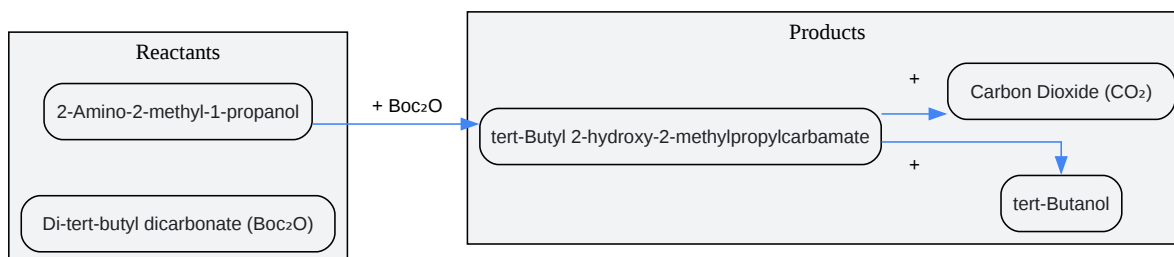 Reactants
2-Amino-2-methyl-1-propanol
Di-tert-butyl dicarbonate (Boc₂O)
+ Boc₂O
Products
tert-Butyl 2-hydroxy-2-methylpropylcarbamate
+
Carbon Dioxide (CO₂)
+
tert-Butanol